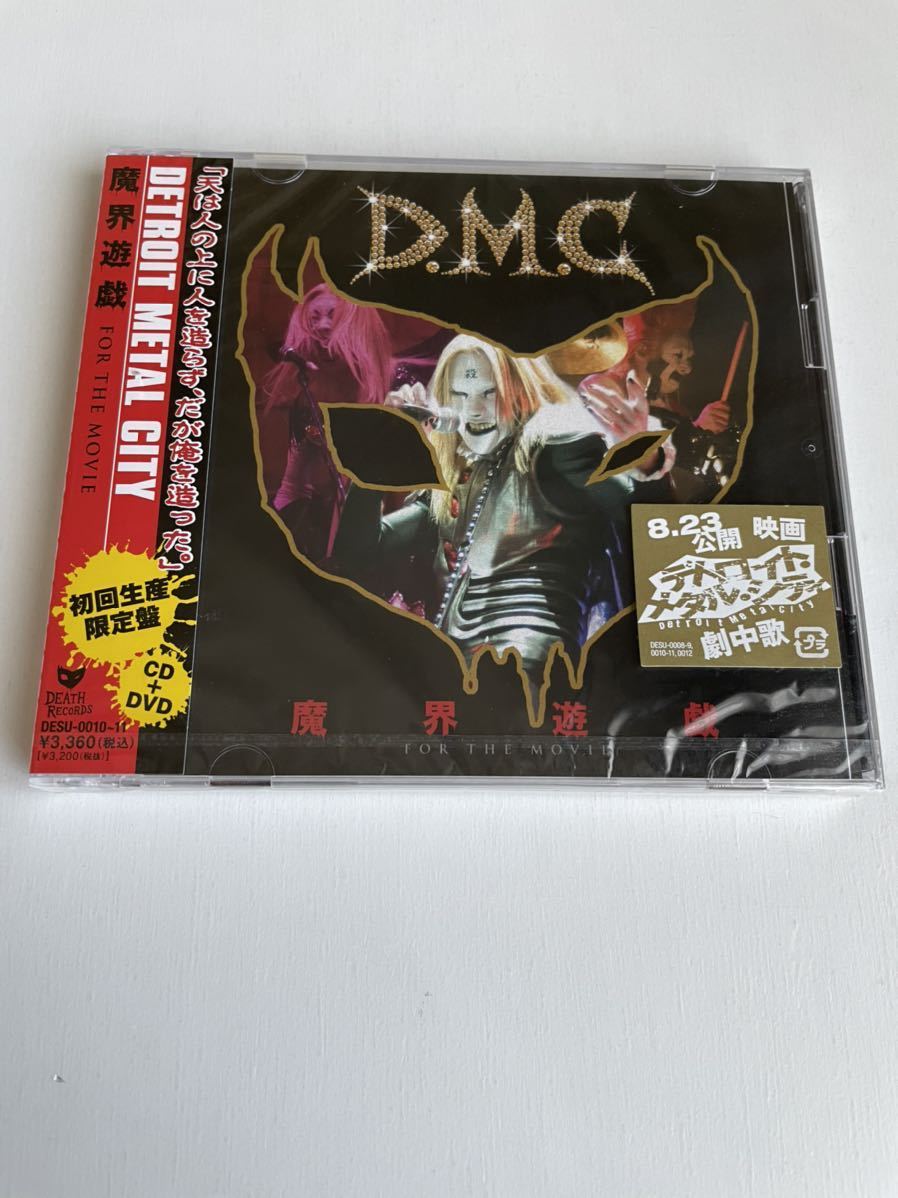 「天は人の上に人を造らず、だが俺を造った。」
DETROIT METAL CITY
魔界遊戯
FOR THE MOVIE
初回生産
限定盤
CD+DVD
DEATH
RECORDS
DESU-0010~11
¥3,360(税込)
[¥3,200(税抜)]
D.M.C
殺
8.23
公開
映画
デトロイト・
メタル・シティ
Detroit Metal City
DESU-0008-9,
0010-11,0012
劇中歌
プラ
魔界遊戯
FOR THE MOVIE